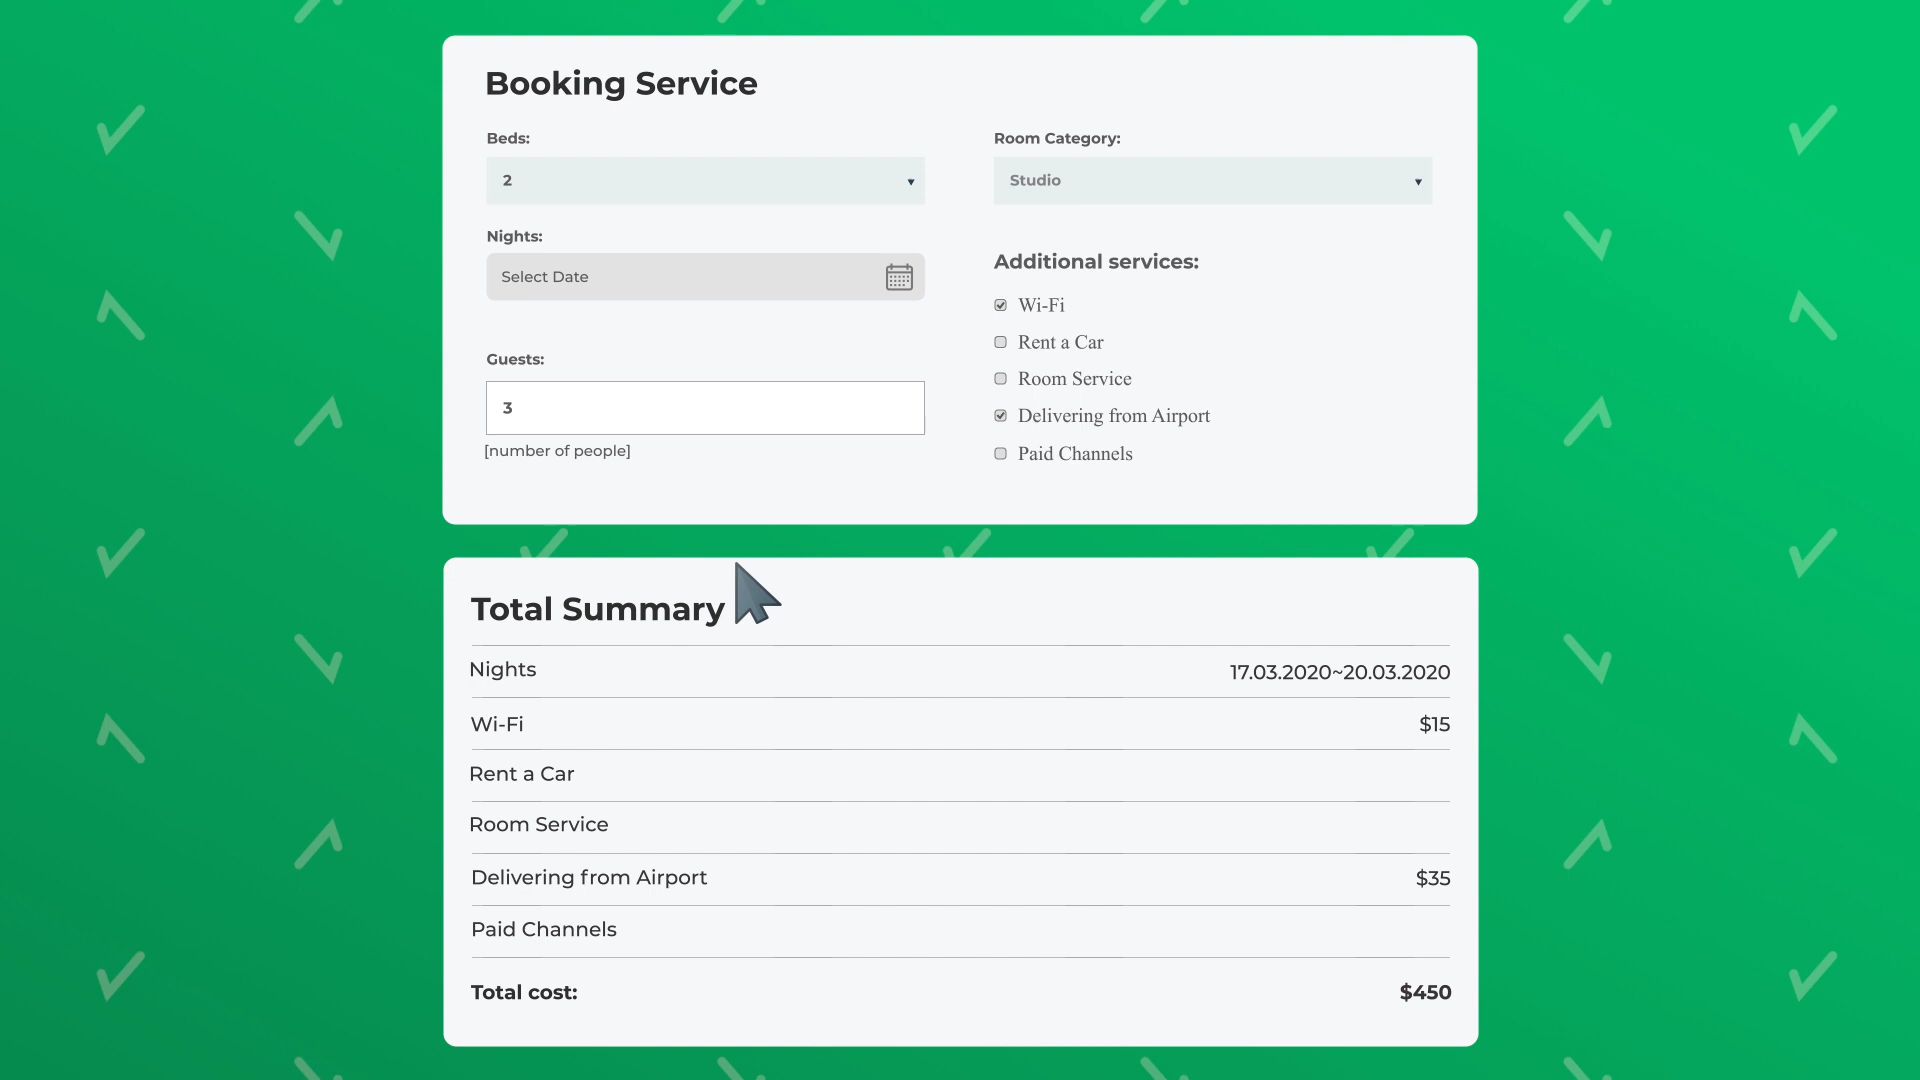 Booking Service
Beds:
2
Room Category:
Studio
Nights:
Select Date
Guests:
3
[number of people]
Additional services:
Wi-Fi
Rent a Car
Room Service
Delivering from Airport
Paid Channels
Total Summary
Nights 17.03.2020~20.03.2020
Wi-Fi $15
Rent a Car
Room Service
Delivering from Airport $35
Paid Channels
Total cost: $450